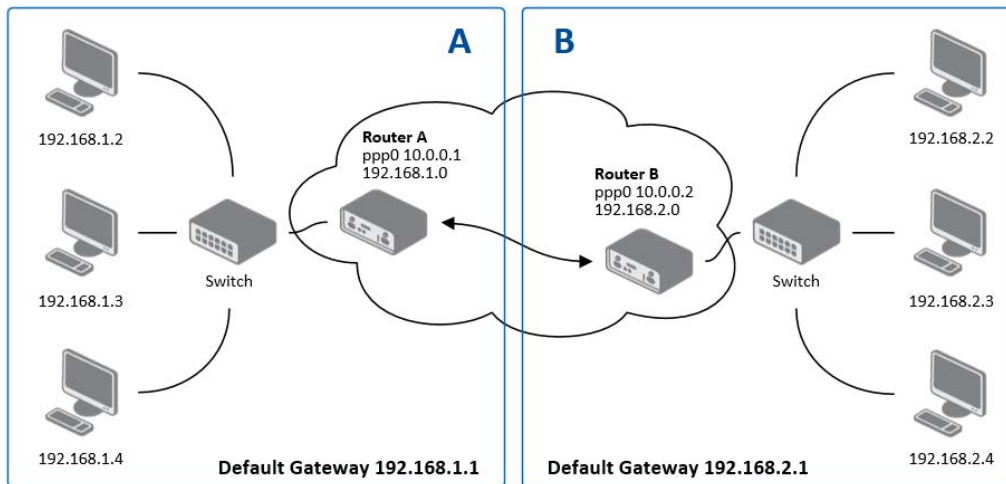 A
B
192.168.1.2
Router A
ppp0 10.0.0.1
192.168.1.0
192.168.2.2
Router B
ppp0 10.0.0.2
192.168.2.0
192.168.1.3
Switch
Switch
192.168.2.3
192.168.1.4
Default Gateway 192.168.1.1
Default Gateway 192.168.2.1
192.168.2.4